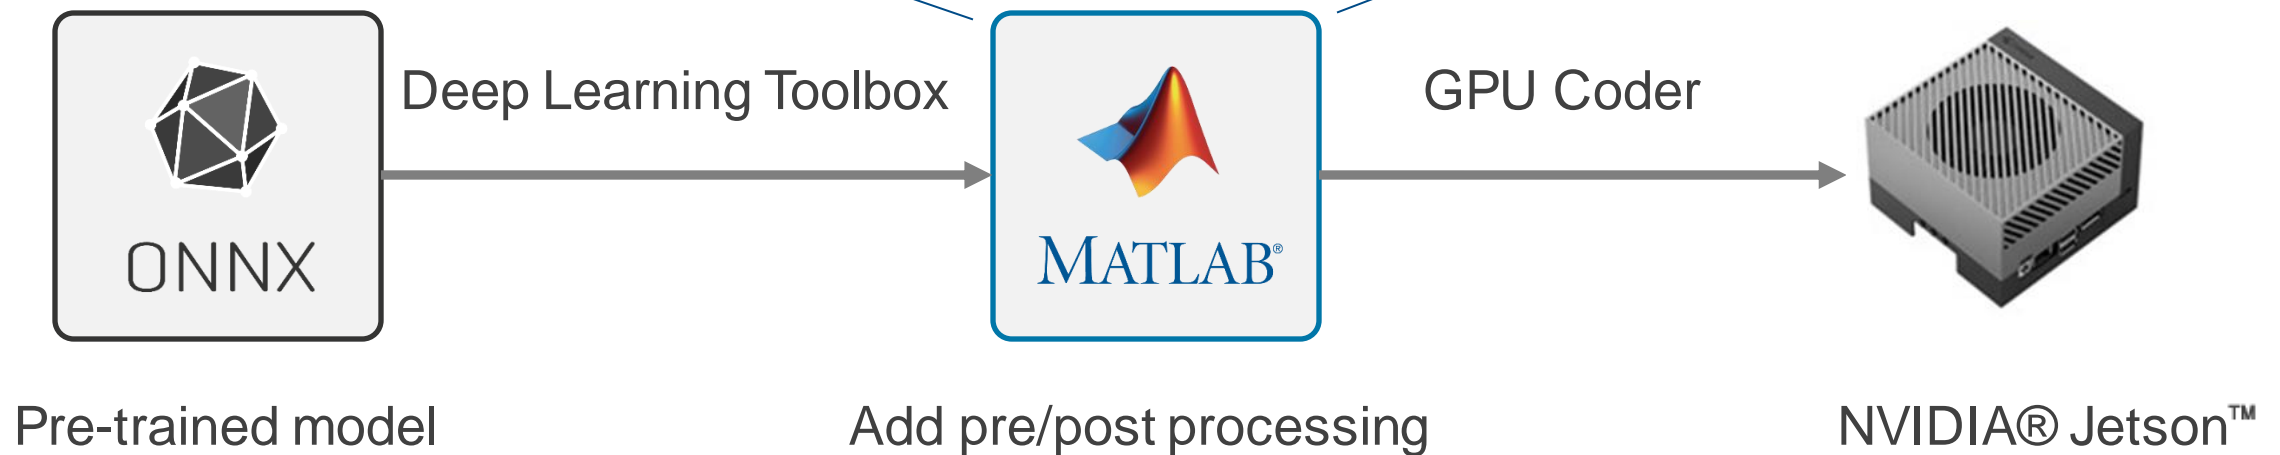 Deep Learning Toolbox
GPU Coder
ONNX
MATLAB®
Pre-trained model
Add pre/post processing
NVIDIA® Jetson™